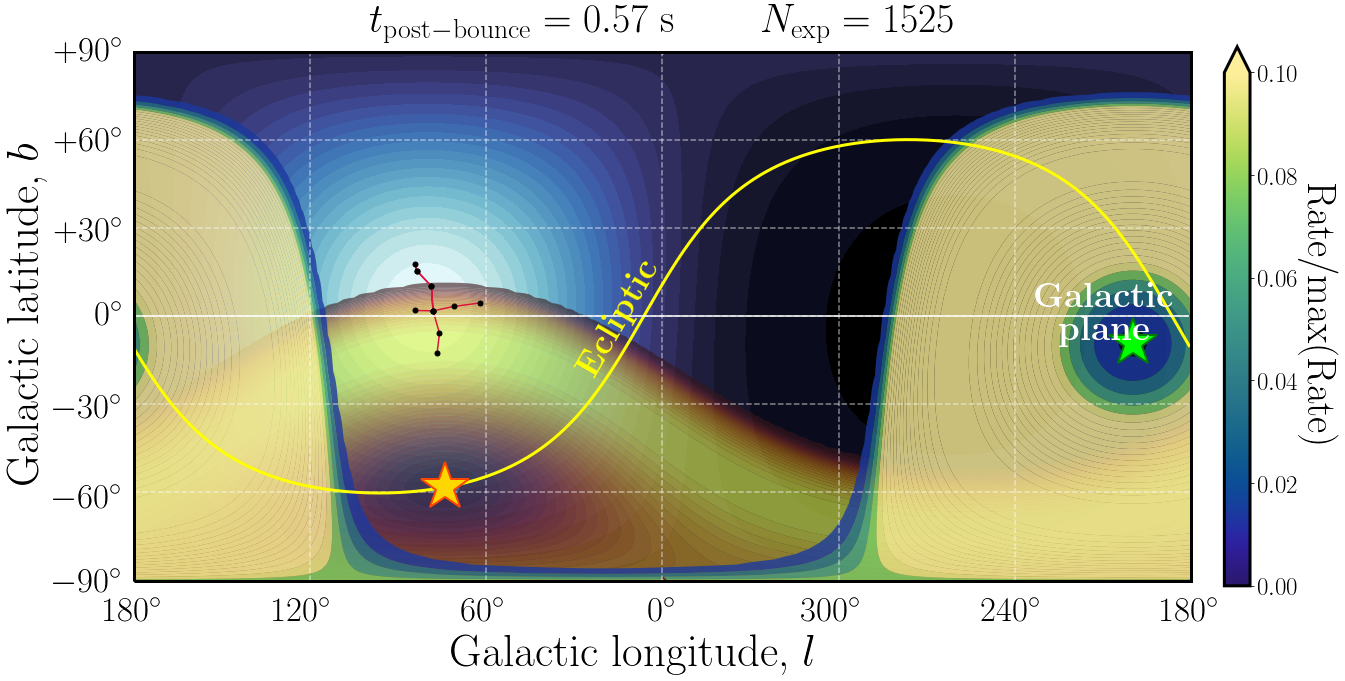 t_post−bounce = 0.57 s N_exp = 1525
+90°
+60°
+30°
0°
−30°
−60°
−90°
Galactic latitude, b
Ecliptic
Galactic
plane
180°
120°
60°
0°
300°
240°
180°
Galactic longitude, l
0.10
0.08
0.06
0.04
0.02
0.00
Rate/max(Rate)